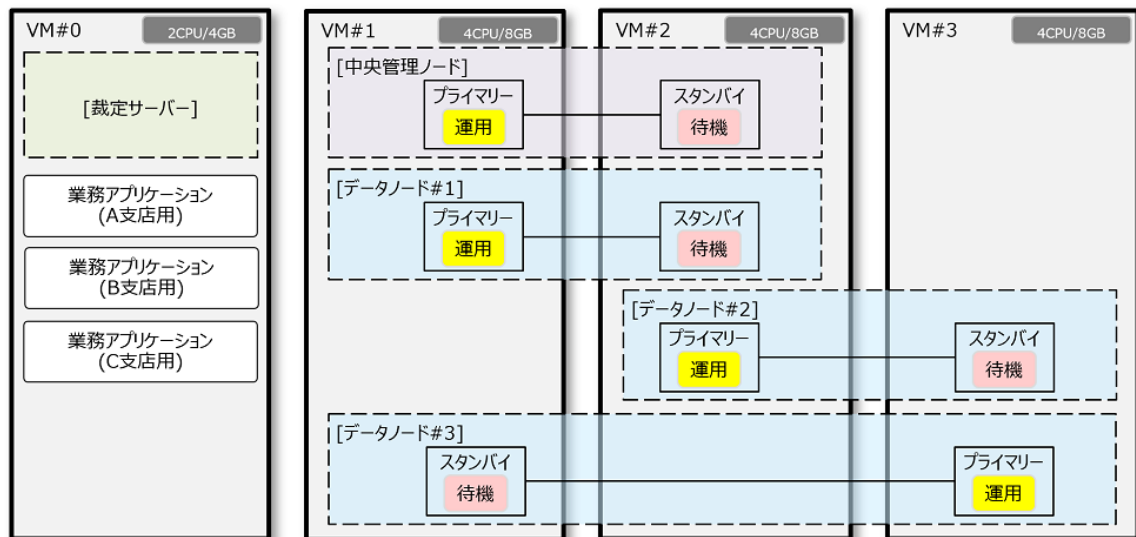 VM#0
2CPU/4GB
VM#1
4CPU/8GB
VM#2
4CPU/8GB
VM#3
4CPU/8GB
[裁定サーバー]
業務アプリケーション
(A支店用)
業務アプリケーション
(B支店用)
業務アプリケーション
(C支店用)
[中央管理ノード]
プライマリー
運用
スタンバイ
待機
[データノード#1]
プライマリー
運用
スタンバイ
待機
[データノード#2]
プライマリー
運用
スタンバイ
待機
[データノード#3]
スタンバイ
待機
プライマリー
運用